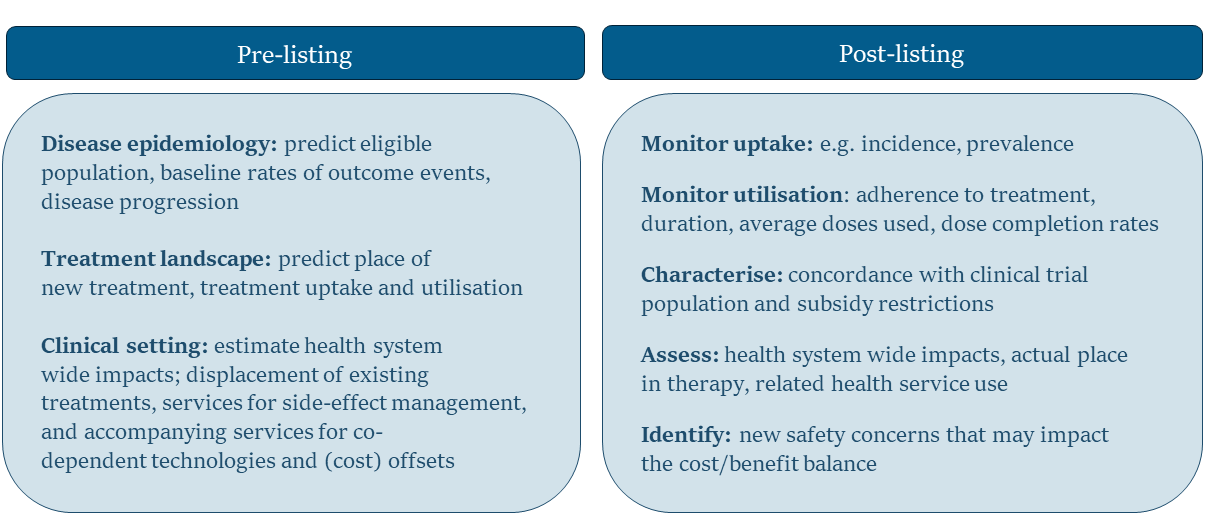 Pre-listing
Disease epidemiology: predict eligible
population, baseline rates of outcome events,
disease progression
Treatment landscape: predict place of
new treatment, treatment uptake and utilisation
Clinical setting: estimate health system
wide impacts; displacement of existing
treatments, services for side-effect management,
and accompanying services for co-
dependent technologies and (cost) offsets
Post-listing
Monitor uptake: e.g. incidence, prevalence
Monitor utilisation: adherence to treatment,
duration, average doses used, dose completion rates
Characterise: concordance with clinical trial
population and subsidy restrictions
Assess: health system wide impacts, actual place
in therapy, related health service use
Identify: new safety concerns that may impact
the cost/benefit balance